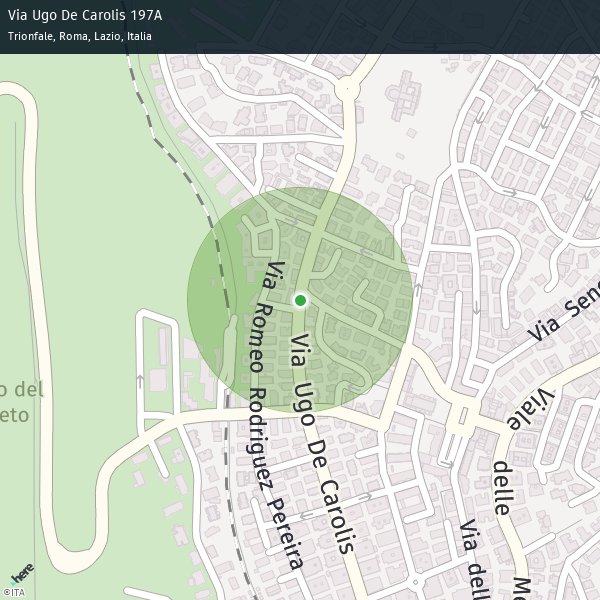 Via Ugo De Carolis 197A
Trionfale, Roma, Lazio, Italia
Via Romeo Rodriguez Pereira
Via Ugo De Carolis
Via Sene
Viale
delle
Me
Via dell
o del
eto
here
©ITA